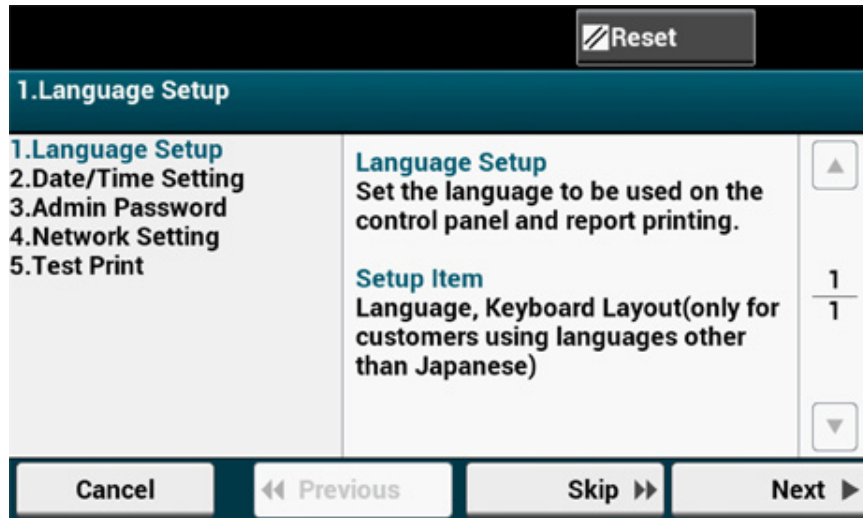 Reset
1.Language Setup
1.Language Setup
2.Date/Time Setting
3.Admin Password
4.Network Setting
5.Test Print
Language Setup
Set the language to be used on the
control panel and report printing.
Setup Item
Language, Keyboard Layout(only for
customers using languages other
than Japanese)
1
1
Cancel
Previous
Skip
Next